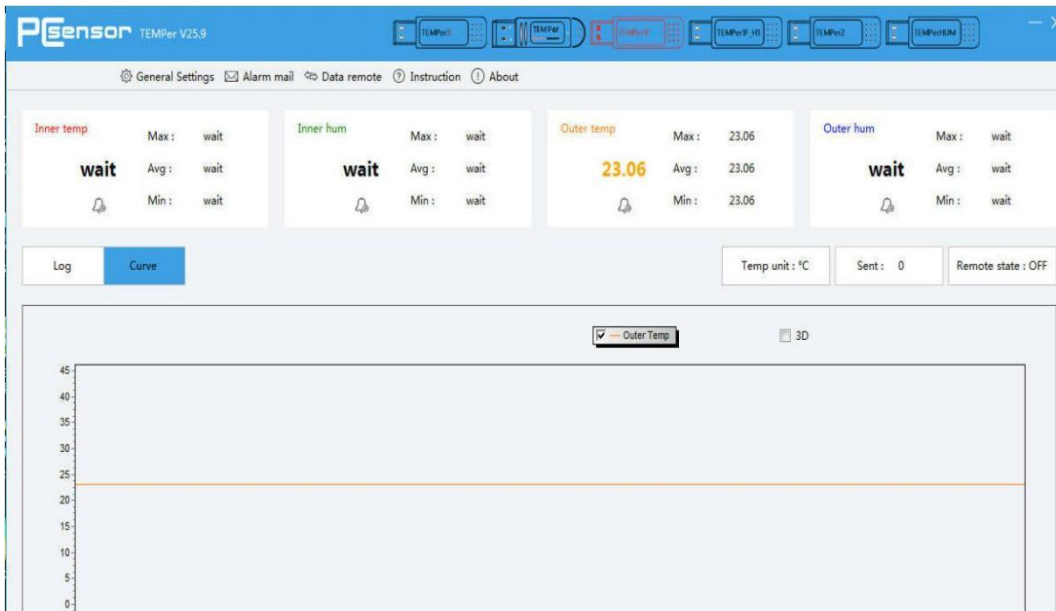 PCsensor TEMPer V25.9
TEMPer2 TEMPerHUM
General Settings Alarm mail Data remote Instruction About
Inner temp
Max : wait
wait Avg : wait
Min : wait
Inner hum
Max : wait
wait Avg : wait
Min : wait
Outer temp
Max : 23.06
23.06 Avg : 23.06
Min : 23.06
Outer hum
Max : wait
wait Avg : wait
Min : wait
Log Curve Temp unit : °C Sent : 0 Remote state : OFF
Outer Temp 3D
45
40
35
30
25
20
15
10
5
0